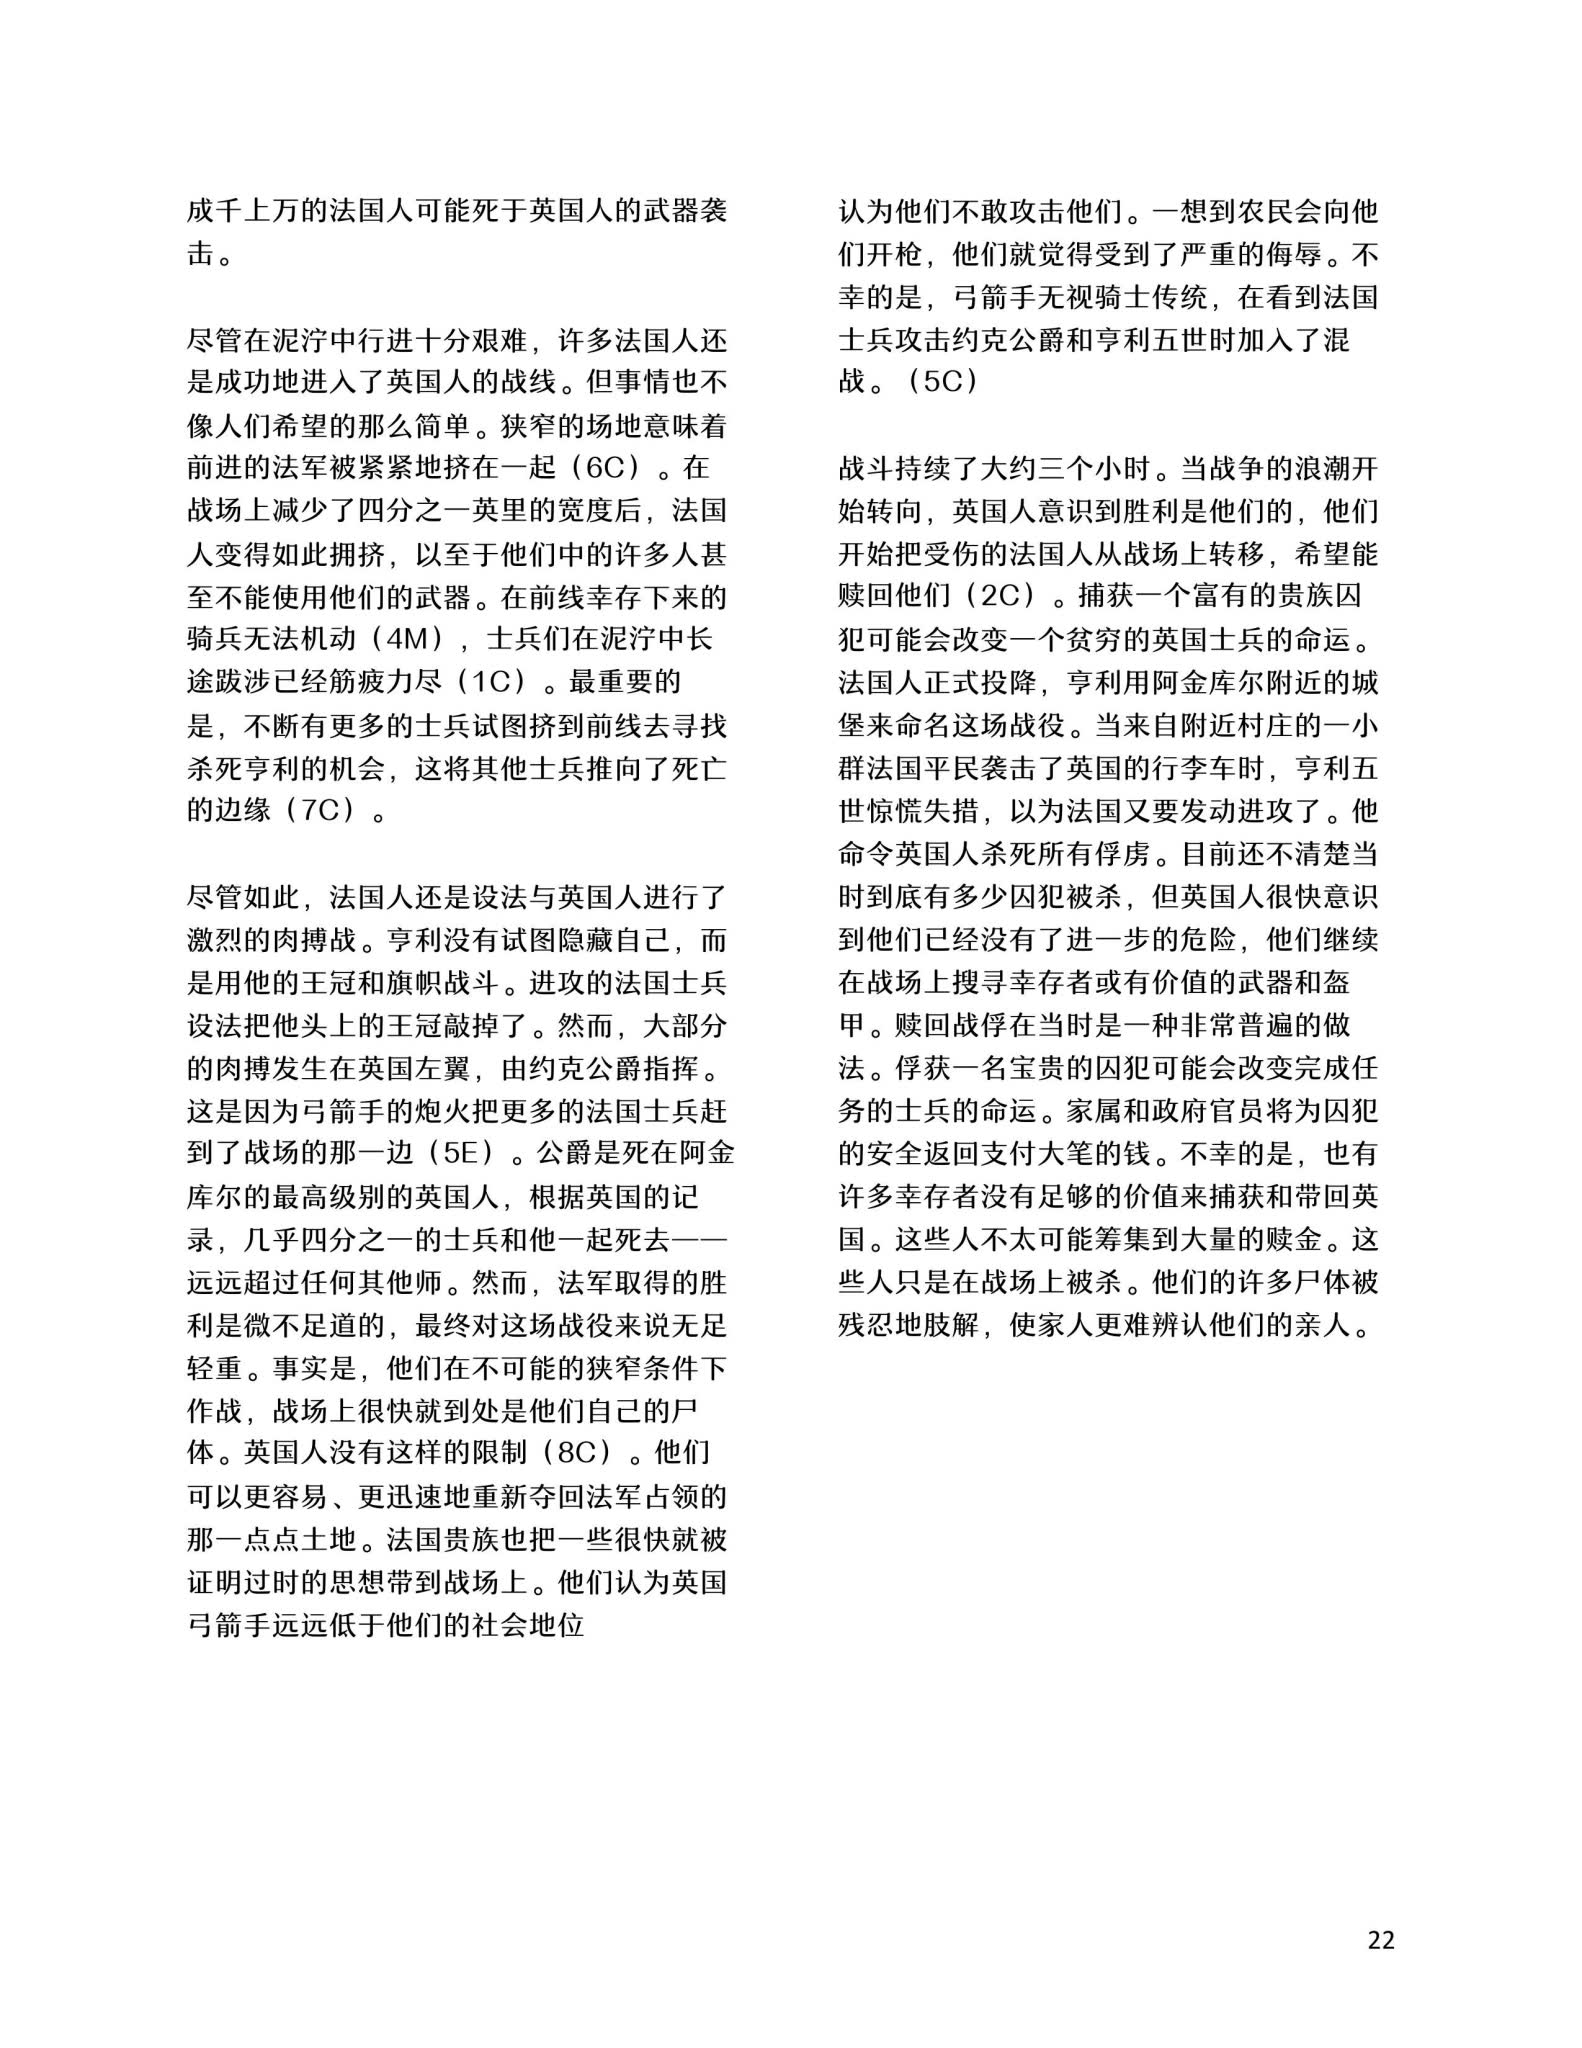 成千上万的法国人可能死于英国人的武器袭
击。
尽管在泥泞中行进十分艰难，许多法国人还
是成功地进入了英国人的战线。但事情也不
像人们希望的那么简单。狭窄的场地意味着
前进的法军被紧紧地挤在一起（6C）。在
战场上减少了四分之一英里的宽度后，法国
人变得如此拥挤，以至于他们中的许多人甚
至不能使用他们的武器。在前线幸存下来的
骑兵无法机动（4M），士兵们在泥泞中长
途跋涉已经筋疲力尽（1C）。最重要的
是，不断有更多的士兵试图挤到前线去寻找
杀死亨利的机会，这将其他士兵推向了死亡
的边缘（7C）。
尽管如此，法国人还是设法与英国人进行了
激烈的肉搏战。亨利没有试图隐藏自己，而
是用他的王冠和旗帜战斗。进攻的法国士兵
设法把他头上的王冠敲掉了。然而，大部分
的肉搏发生在英国左翼，由约克公爵指挥。
这是因为弓箭手的炮火把更多的法国士兵赶
到了战场的那一边（5E）。公爵是死在阿金
库尔的最高级别的英国人，根据英国的记
录，几乎四分之一的士兵和他一起死去——
远远超过任何其他师。然而，法军取得的胜
利是微不足道的，最终对这场战役来说无足
轻重。事实是，他们在不可能的狭窄条件下
作战，战场上很快就到处是他们自己的尸
体。英国人没有这样的限制（8C）。他们
可以更容易、更迅速地重新夺回法军占领的
那一点点土地。法国贵族也把一些很快就被
证明过时的思想带到战场上。他们认为英国
弓箭手远远低于他们的社会地位
认为他们不敢攻击他们。一想到农民会向他
们开枪，他们就觉得受到了严重的侮辱。不
幸的是，弓箭手无视骑士传统，在看到法国
士兵攻击约克公爵和亨利五世时加入了混
战。（5C）
战斗持续了大约三个小时。当战争的浪潮开
始转向，英国人意识到胜利是他们的，他们
开始把受伤的法国人从战场上转移，希望能
赎回他们（2C）。捕获一个富有的贵族囚
犯可能会改变一个贫穷的英国士兵的命运。
法国人正式投降，亨利用阿金库尔附近的城
堡来命名这场战役。当来自附近村庄的一小
群法国平民袭击了英国的行李车时，亨利五
世惊慌失措，以为法国又要发动进攻了。他
命令英国人杀死所有俘虏。目前还不清楚当
时到底有多少囚犯被杀，但英国人很快意识
到他们已经没有了进一步的危险，他们继续
在战场上搜寻幸存者或有价值的武器和盔
甲。赎回战俘在当时是一种非常普遍的做
法。俘获一名宝贵的囚犯可能会改变完成任
务的士兵的命运。家属和政府官员将为囚犯
的安全返回支付大笔的钱。不幸的是，也有
许多幸存者没有足够的价值来捕获和带回英
国。这些人不太可能筹集到大量的赎金。这
些人只是在战场上被杀。他们的许多尸体被
残忍地肢解，使家人更难辨认他们的亲人。
22